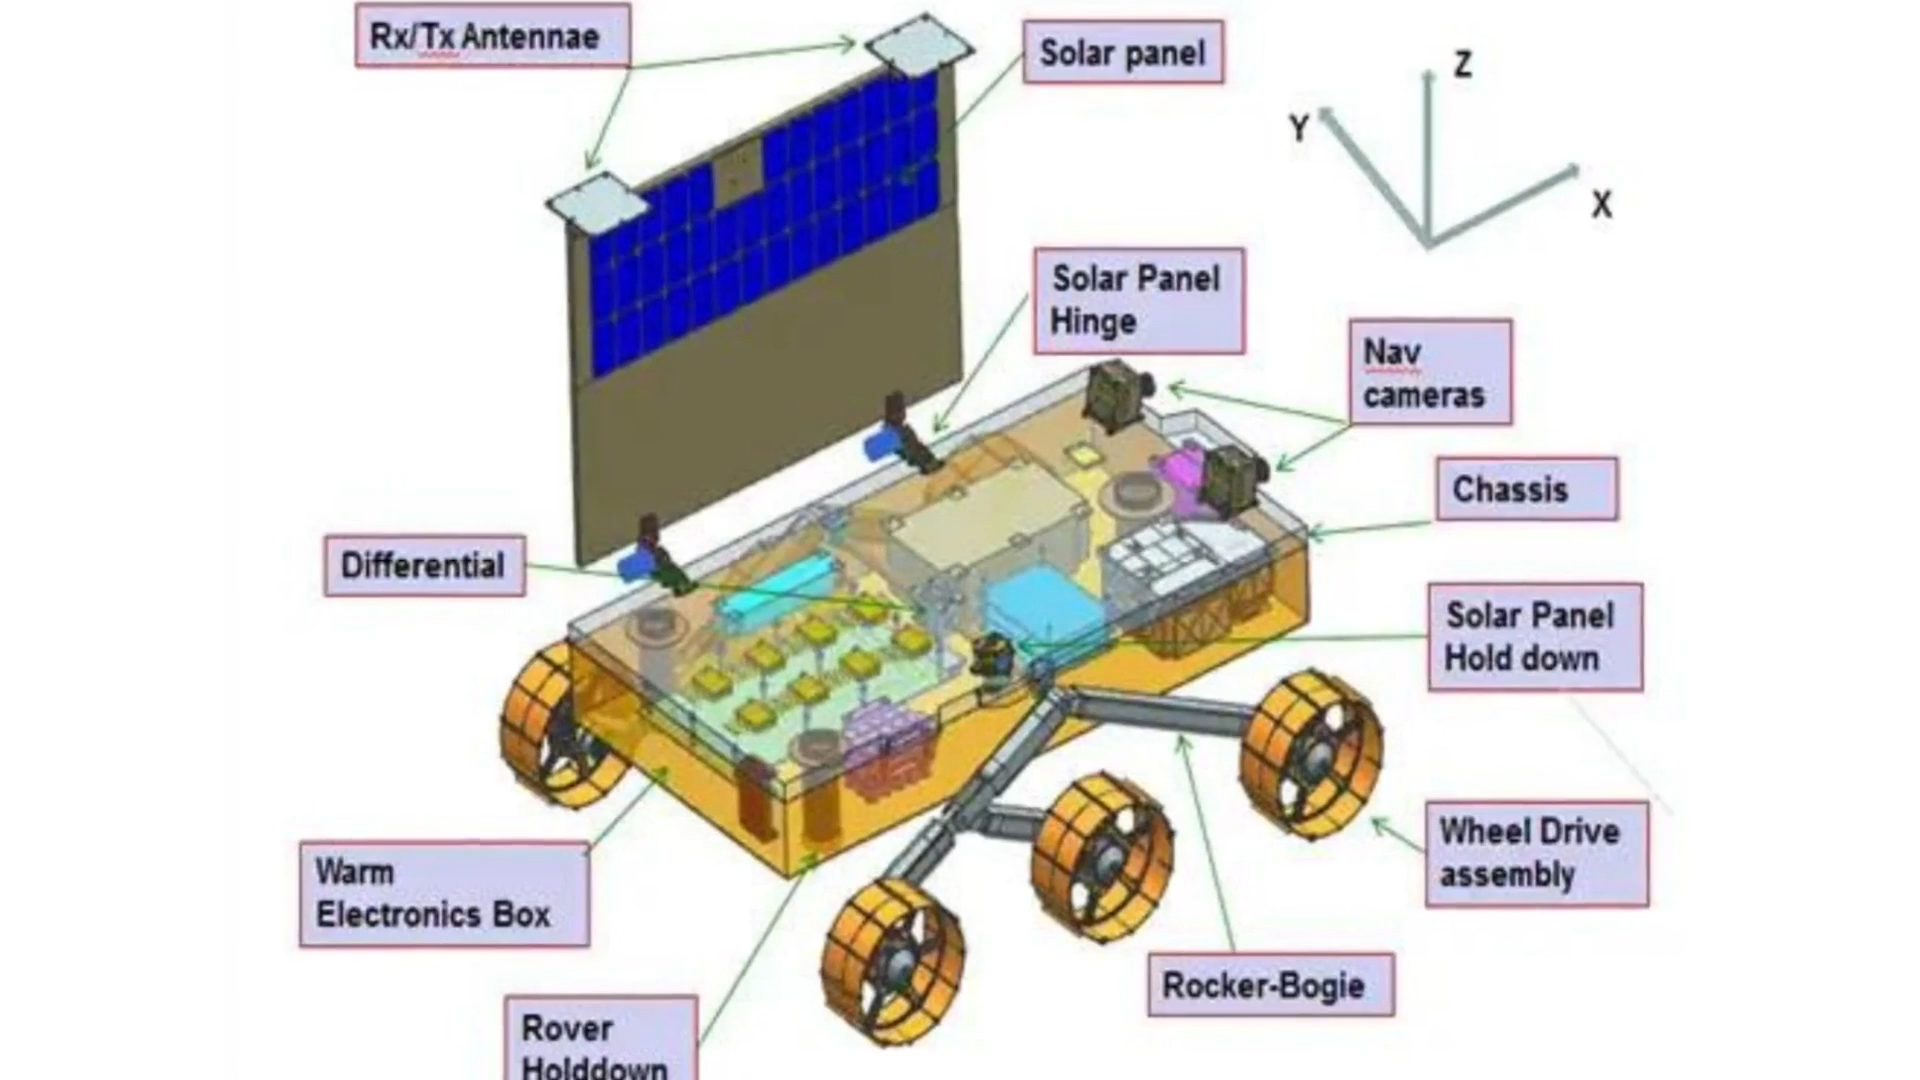 Rx/Tx Antennae
Solar panel
Z
Y
X
Solar Panel
Hinge
Nav
cameras
Chassis
Differential
Solar Panel
Hold down
Wheel Drive
assembly
Warm
Electronics Box
Rocker-Bogie
Rover
Holddown